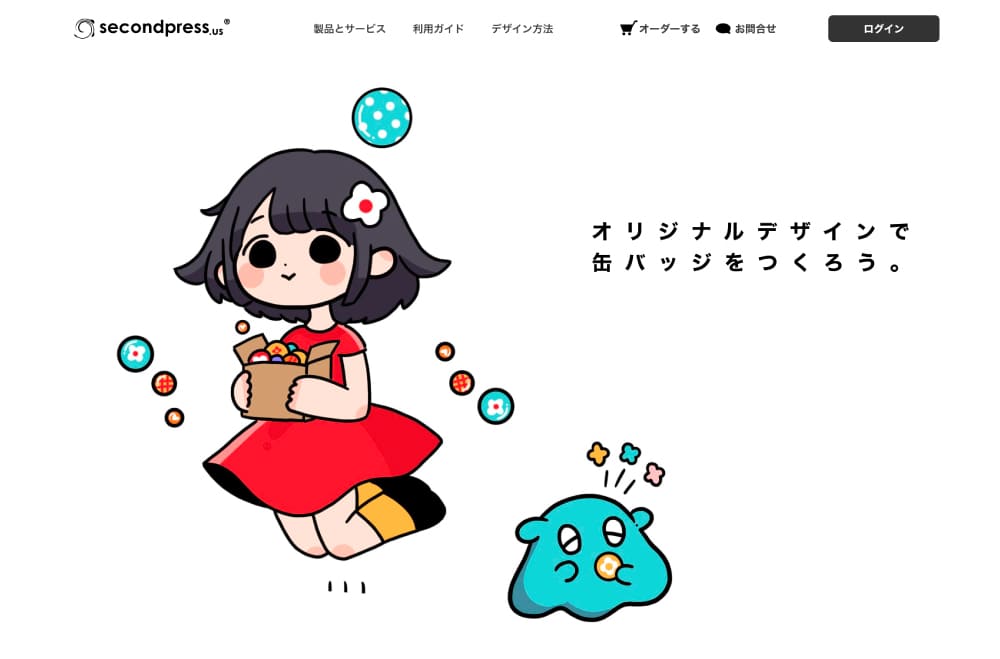 secondpress.us®
製品とサービス
利用ガイド
デザイン方法
オーダーする
お問合せ
ログイン
オリジナルデザインで
缶バッジをつくろう。